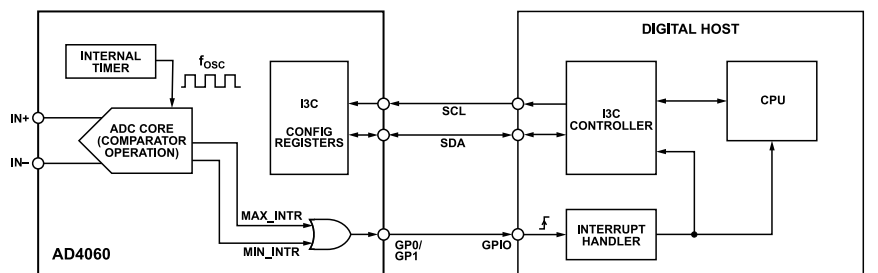 DIGITAL HOST
INTERNAL
TIMER
fOSC
I3C
CONFIG
REGISTERS
SCL
SDA
I3C
CONTROLLER
CPU
IN+
IN−
ADC CORE
(COMPARATOR
OPERATION)
MAX_INTR
MIN_INTR
GP0/
GP1
GPIO
INTERRUPT
HANDLER
AD4060